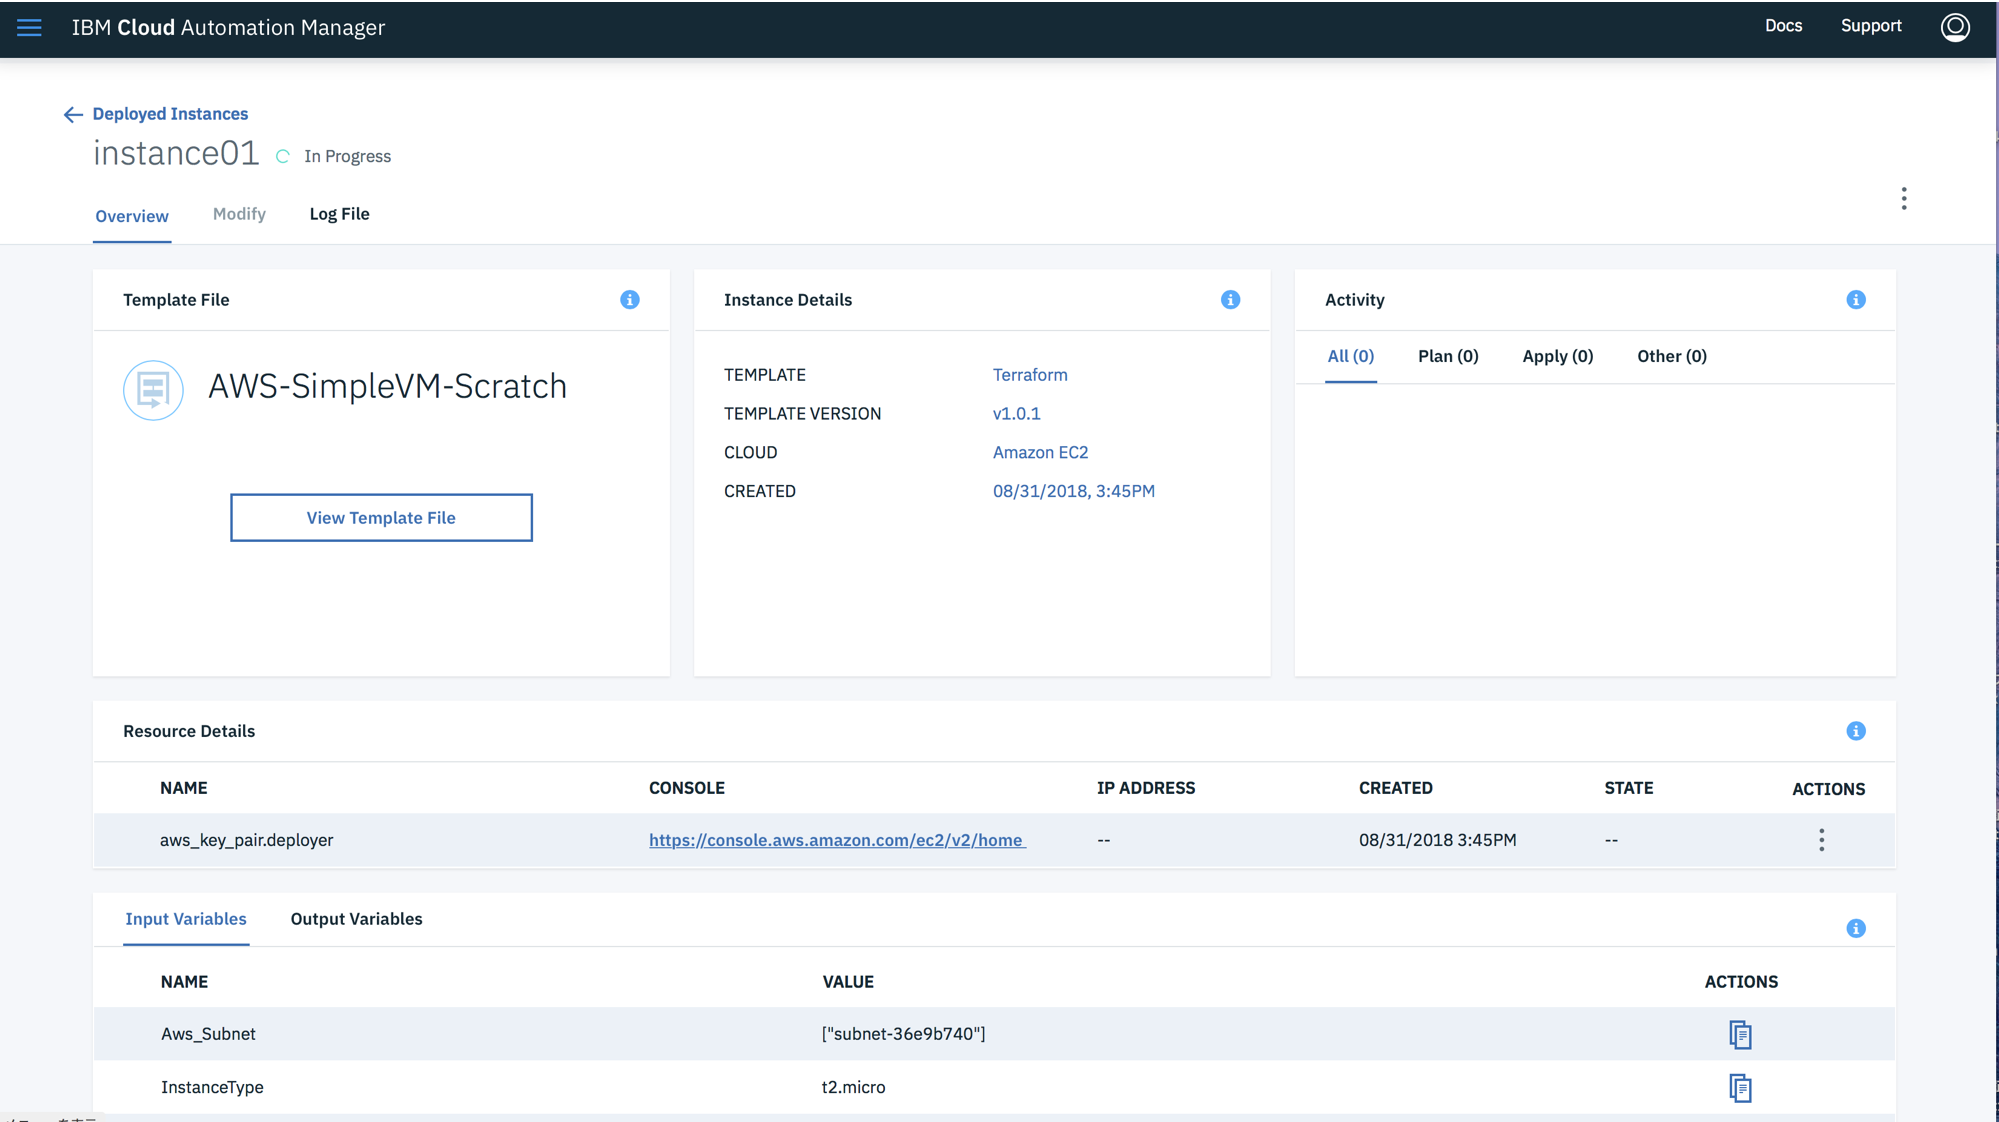 IBM Cloud Automation Manager
Docs
Support
Deployed Instances
instance01
In Progress
Overview
Modify
Log File
Template File
AWS-SimpleVM-Scratch
View Template File
Instance Details
TEMPLATE
Terraform
TEMPLATE VERSION
v1.0.1
CLOUD
Amazon EC2
CREATED
08/31/2018, 3:45PM
Activity
All (0)
Plan (0)
Apply (0)
Other (0)
Resource Details
NAME
CONSOLE
IP ADDRESS
CREATED
STATE
ACTIONS
aws_key_pair.deployer
https://console.aws.amazon.com/ec2/v2/home
--
08/31/2018 3:45PM
--
Input Variables
Output Variables
NAME
VALUE
ACTIONS
Aws_Subnet
["subnet-36e9b740"]
InstanceType
t2.micro